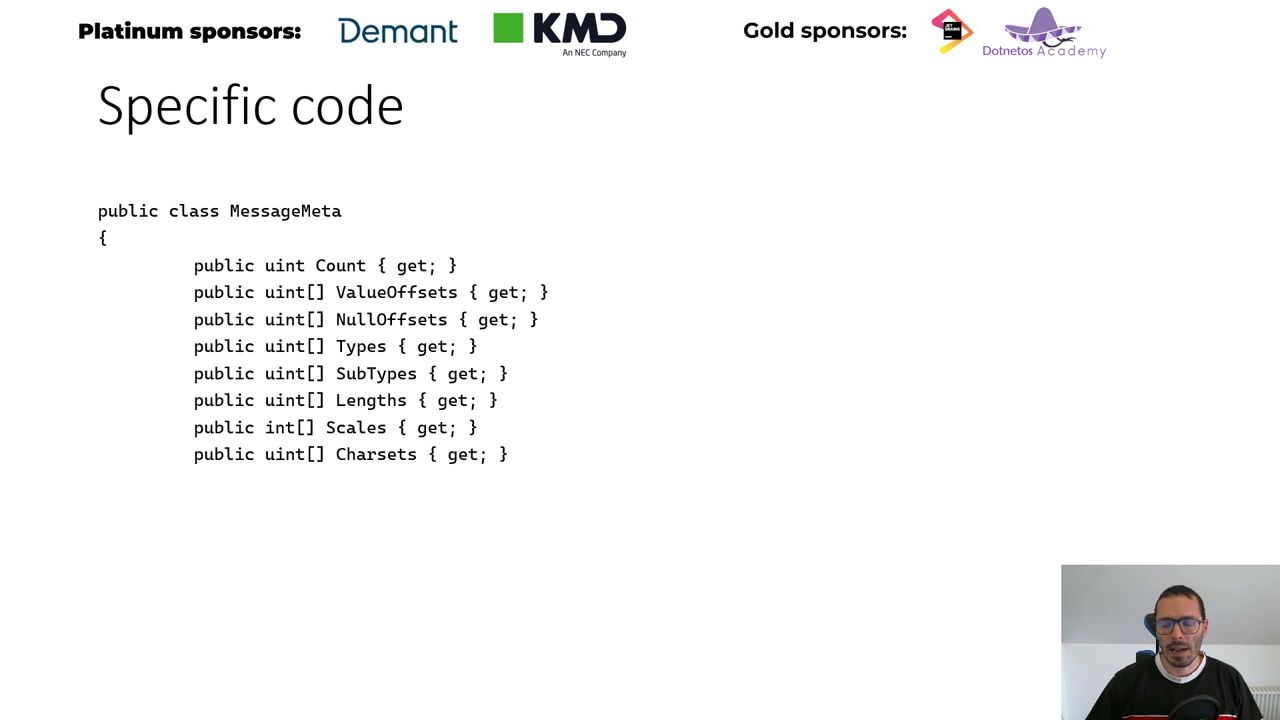 Platinum sponsors:
Demant
KMD
An NEC Company
Gold sponsors:
JET
BRAINS
Dotnetos Academy
Specific code
public class MessageMeta
{
public uint Count { get; }
public uint[] ValueOffsets { get; }
public uint[] NullOffsets { get; }
public uint[] Types { get; }
public uint[] SubTypes { get; }
public uint[] Lengths { get; }
public int[] Scales { get; }
public uint[] Charsets { get; }